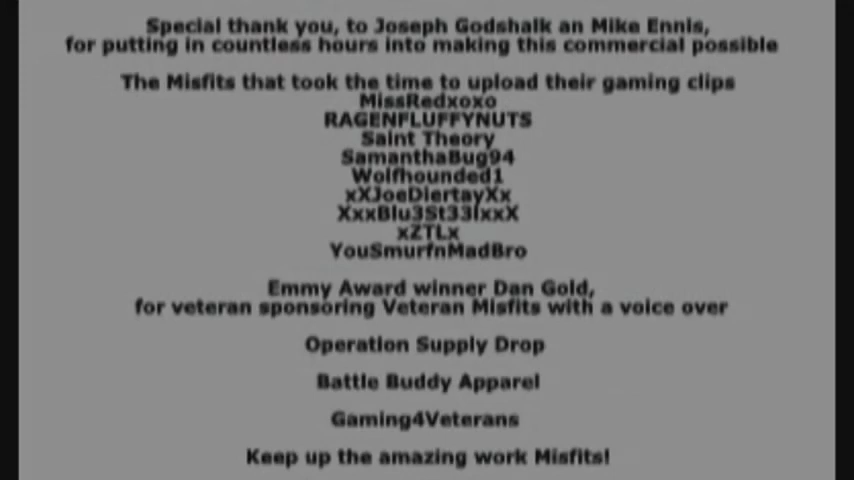 Special thank you, to Joseph Godshalk an Mike Ennis,
for putting in countless hours into making this commercial possible
The Misfits that took the time to upload their gaming clips
MissRedxoxo
RAGENFLUFFYNUTS
Saint Theory
SamanthaBug94
Wolfhounded1
xXJoeDiertayXx
XxxBlu3St33lxxX
xZTLx
YouSmurfnMadBro
Emmy Award winner Dan Gold,
for veteran sponsoring Veteran Misfits with a voice over
Operation Supply Drop
Battle Buddy Apparel
Gaming4Veterans
Keep up the amazing work Misfits!